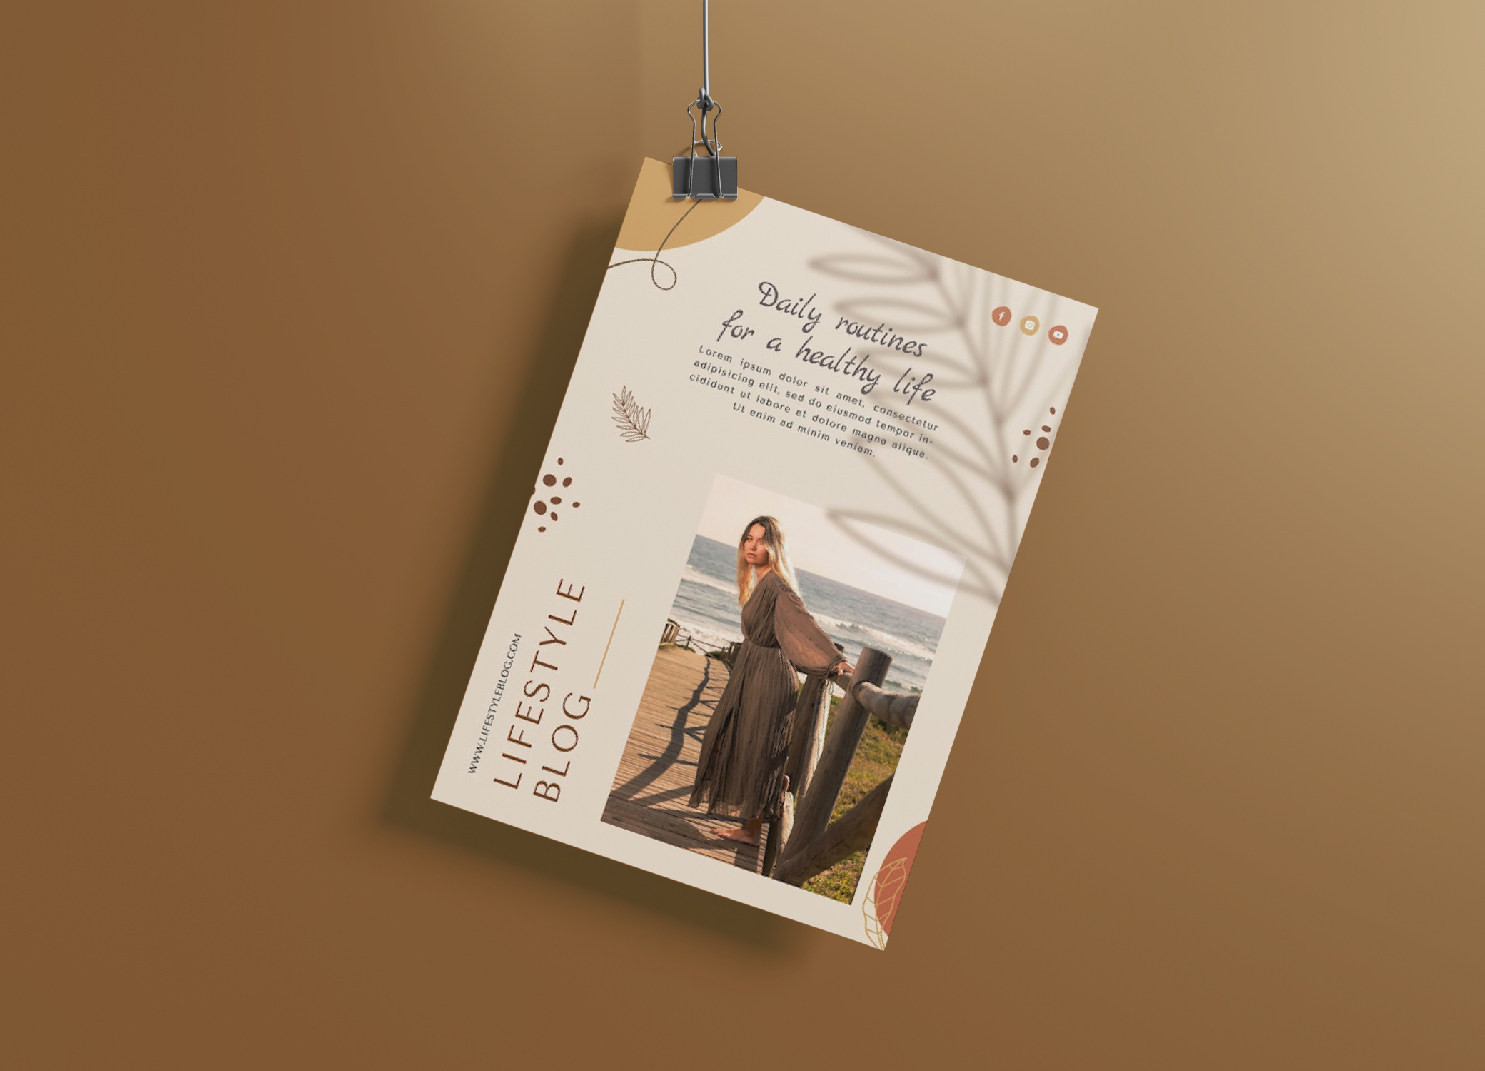 Daily routines
for a healthy life
Lorem ipsum dolor sit amet, consectetur
adipisicing elit, sed do eiusmod tempor in-
cididunt ut labore et dolore magna aliqua.
Ut enim ad minim veniam.
LIFESTYLE
BLOG
WWW.LIFESTYLEBLOG.COM